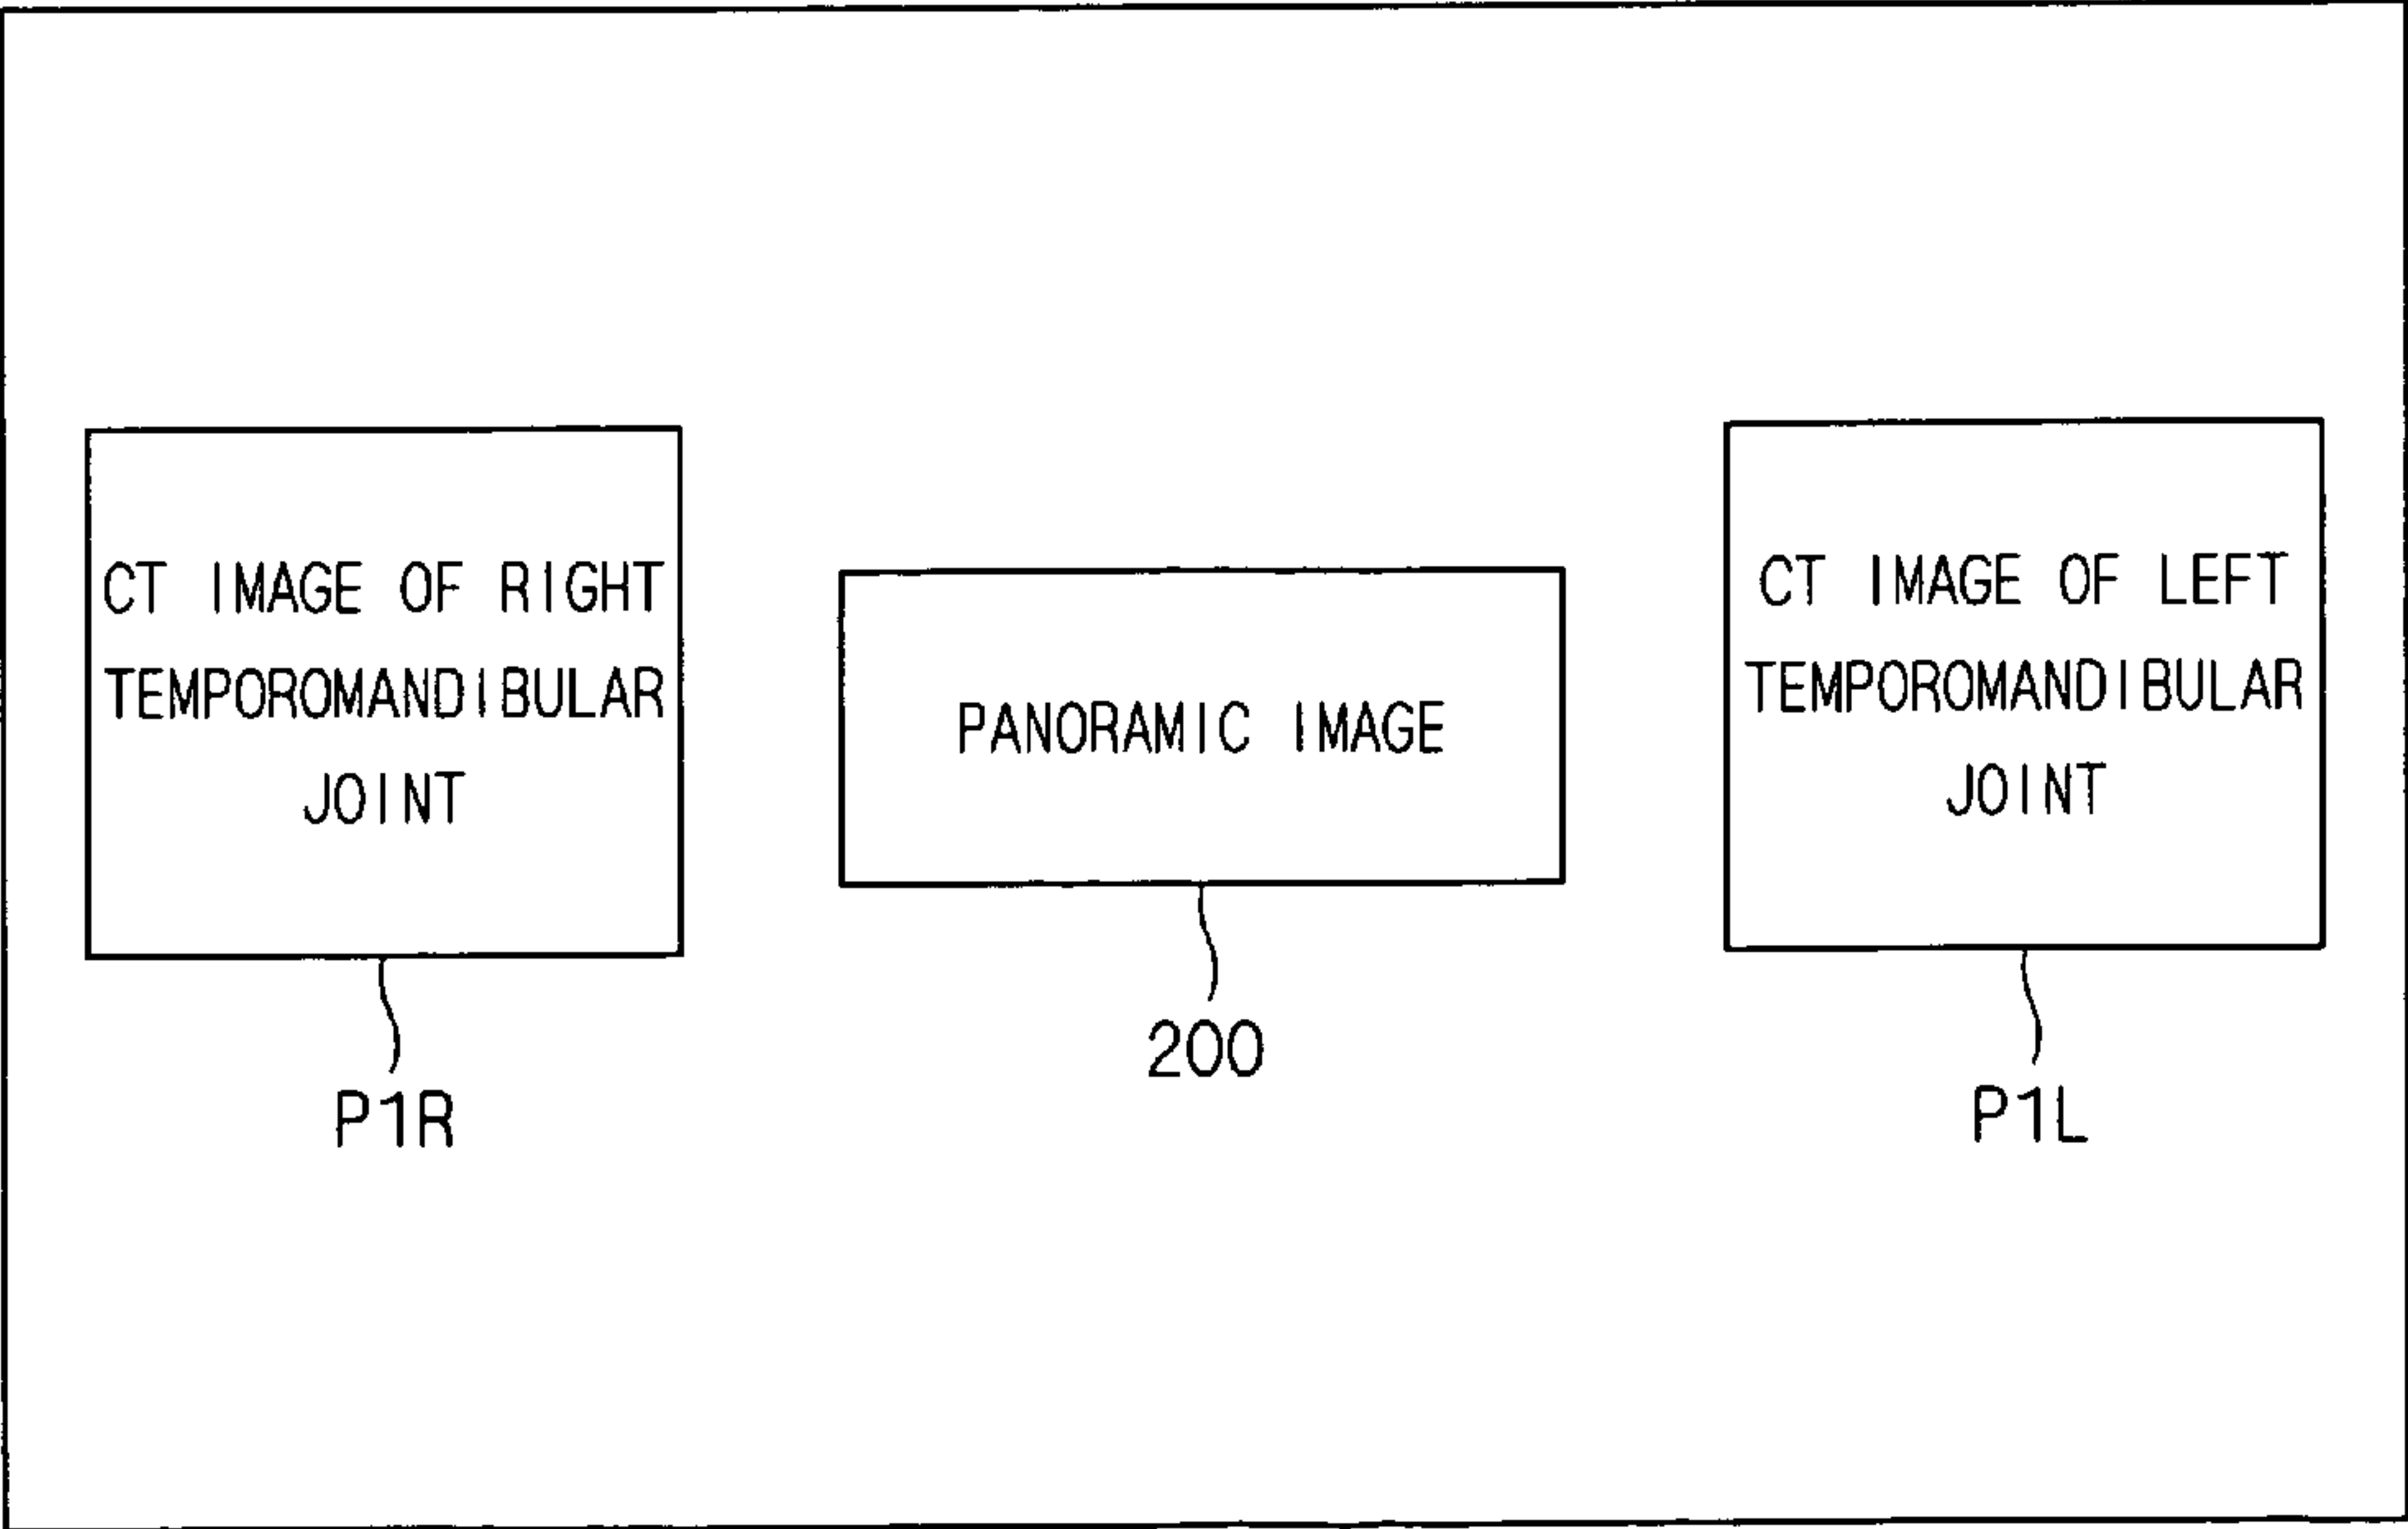 CT IMAGE OF RIGHT
TEMPOROMANDIBULAR
JOINT
P1R
PANORAMIC IMAGE
200
CT IMAGE OF LEFT
TEMPOROMANDIBULAR
JOINT
P1L